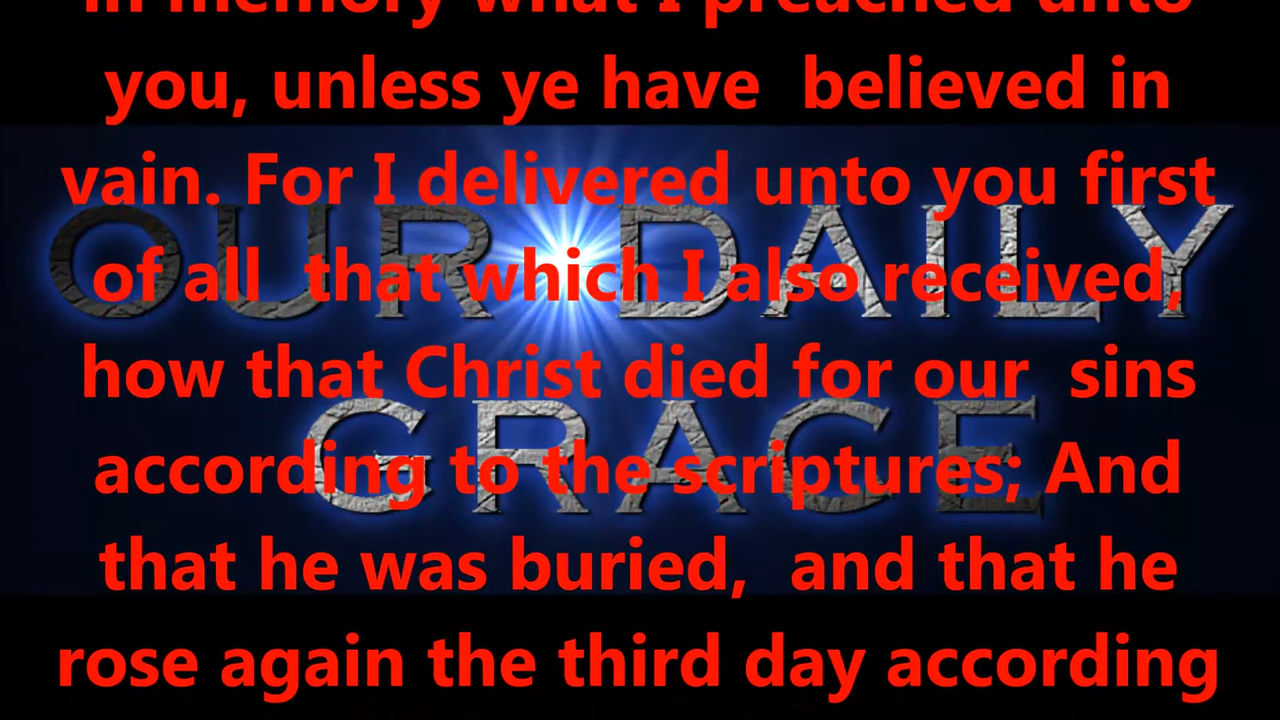 in memory what I preached unto
you, unless ye have believed in
vain. For I delivered unto you first
OUR DAILY
of all that which I also received,
how that Christ died for our sins
GRACE
according to the scriptures; And
that he was buried, and that he
rose again the third day according